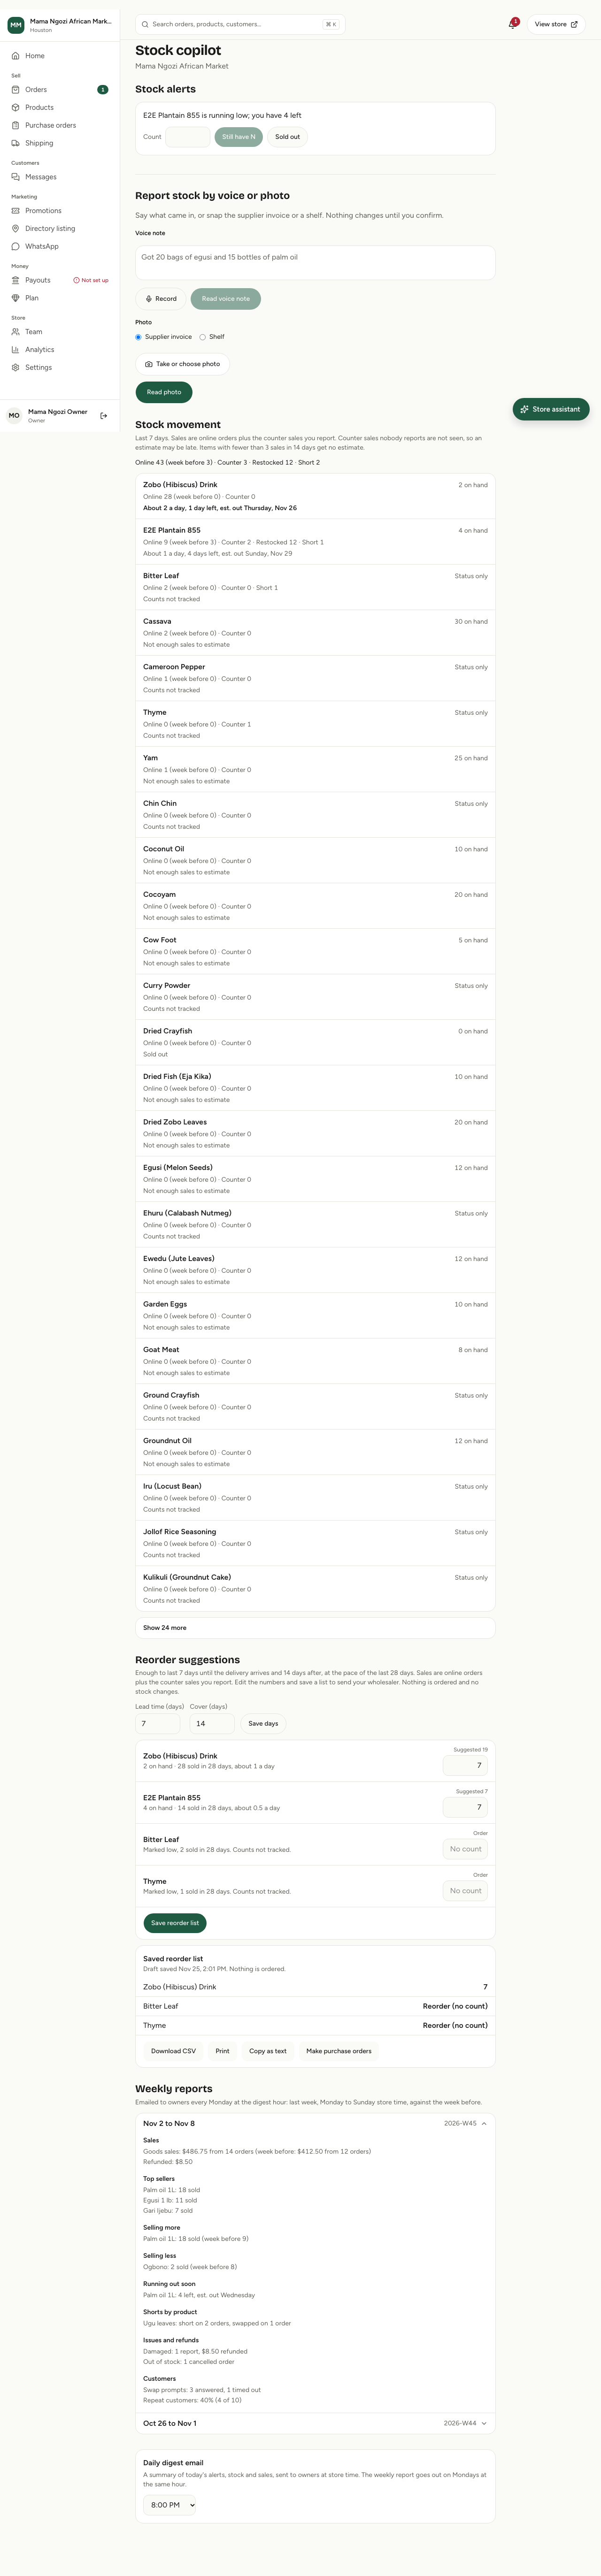 MM
Mama Ngozi African Mark...
Houston
Home
Sell
Orders
1
Products
Purchase orders
Shipping
Customers
Messages
Marketing
Promotions
Directory listing
WhatsApp
Money
Payouts
Not set up
Plan
Store
Team
Analytics
Settings
MO
Mama Ngozi Owner
Owner
Search orders, products, customers...
⌘ K
1
View store
Store assistant
Stock copilot
Mama Ngozi African Market
Stock alerts
E2E Plantain 855 is running low; you have 4 left
Count
Still have N
Sold out
Report stock by voice or photo
Say what came in, or snap the supplier invoice or a shelf. Nothing changes until you confirm.
Voice note
Got 20 bags of egusi and 15 bottles of palm oil
Record
Read voice note
Photo
Supplier invoice
Shelf
Take or choose photo
Read photo
Stock movement
Last 7 days. Sales are online orders plus the counter sales you report. Counter sales nobody reports are not seen, so an
estimate may be late. Items with fewer than 3 sales in 14 days get no estimate.
Online 43 (week before 3) · Counter 3 · Restocked 12 · Short 2
Zobo (Hibiscus) Drink
2 on hand
Online 28 (week before 0) · Counter 0
About 2 a day, 1 day left, est. out Thursday, Nov 26
E2E Plantain 855
4 on hand
Online 9 (week before 3) · Counter 2 · Restocked 12 · Short 1
About 1 a day, 4 days left, est. out Sunday, Nov 29
Bitter Leaf
Status only
Online 2 (week before 0) · Counter 0 · Short 1
Counts not tracked
Cassava
30 on hand
Online 2 (week before 0) · Counter 0
Not enough sales to estimate
Cameroon Pepper
Status only
Online 1 (week before 0) · Counter 0
Counts not tracked
Thyme
Status only
Online 0 (week before 0) · Counter 1
Counts not tracked
Yam
25 on hand
Online 1 (week before 0) · Counter 0
Not enough sales to estimate
Chin Chin
Status only
Online 0 (week before 0) · Counter 0
Counts not tracked
Coconut Oil
10 on hand
Online 0 (week before 0) · Counter 0
Not enough sales to estimate
Cocoyam
20 on hand
Online 0 (week before 0) · Counter 0
Not enough sales to estimate
Cow Foot
5 on hand
Online 0 (week before 0) · Counter 0
Not enough sales to estimate
Curry Powder
Status only
Online 0 (week before 0) · Counter 0
Counts not tracked
Dried Crayfish
0 on hand
Online 0 (week before 0) · Counter 0
Sold out
Dried Fish (Eja Kika)
10 on hand
Online 0 (week before 0) · Counter 0
Not enough sales to estimate
Dried Zobo Leaves
20 on hand
Online 0 (week before 0) · Counter 0
Not enough sales to estimate
Egusi (Melon Seeds)
12 on hand
Online 0 (week before 0) · Counter 0
Not enough sales to estimate
Ehuru (Calabash Nutmeg)
Status only
Online 0 (week before 0) · Counter 0
Counts not tracked
Ewedu (Jute Leaves)
12 on hand
Online 0 (week before 0) · Counter 0
Not enough sales to estimate
Garden Eggs
10 on hand
Online 0 (week before 0) · Counter 0
Not enough sales to estimate
Goat Meat
8 on hand
Online 0 (week before 0) · Counter 0
Not enough sales to estimate
Ground Crayfish
Status only
Online 0 (week before 0) · Counter 0
Counts not tracked
Groundnut Oil
12 on hand
Online 0 (week before 0) · Counter 0
Not enough sales to estimate
Iru (Locust Bean)
Status only
Online 0 (week before 0) · Counter 0
Counts not tracked
Jollof Rice Seasoning
Status only
Online 0 (week before 0) · Counter 0
Counts not tracked
Kulikuli (Groundnut Cake)
Status only
Online 0 (week before 0) · Counter 0
Counts not tracked
Show 24 more
Reorder suggestions
Enough to last 7 days until the delivery arrives and 14 days after, at the pace of the last 28 days. Sales are online orders
plus the counter sales you report. Edit the numbers and save a list to send your wholesaler. Nothing is ordered and no
stock changes.
Lead time (days)
Cover (days)
7
14
Save days
Zobo (Hibiscus) Drink
2 on hand · 28 sold in 28 days, about 1 a day
Suggested 19
7
E2E Plantain 855
4 on hand · 14 sold in 28 days, about 0.5 a day
Suggested 7
7
Bitter Leaf
Marked low, 2 sold in 28 days. Counts not tracked.
Order
No count
Thyme
Marked low, 1 sold in 28 days. Counts not tracked.
Order
No count
Save reorder list
Saved reorder list
Draft saved Nov 25, 2:01 PM. Nothing is ordered.
Zobo (Hibiscus) Drink
7
Bitter Leaf
Reorder (no count)
Thyme
Reorder (no count)
Download CSV
Print
Copy as text
Make purchase orders
Weekly reports
Emailed to owners every Monday at the digest hour: last week, Monday to Sunday store time, against the week before.
Nov 2 to Nov 8
2026-W45
Sales
Goods sales: $486.75 from 14 orders (week before: $412.50 from 12 orders)
Refunded: $8.50
Top sellers
Palm oil 1L: 18 sold
Egusi 1 lb: 11 sold
Gari Ijebu: 7 sold
Selling more
Palm oil 1L: 18 sold (week before 9)
Selling less
Ogbono: 2 sold (week before 8)
Running out soon
Palm oil 1L: 4 left, est. out Wednesday
Shorts by product
Ugu leaves: short on 2 orders, swapped on 1 order
Issues and refunds
Damaged: 1 report, $8.50 refunded
Out of stock: 1 cancelled order
Customers
Swap prompts: 3 answered, 1 timed out
Repeat customers: 40% (4 of 10)
Oct 26 to Nov 1
2026-W44
Daily digest email
A summary of today's alerts, stock and sales, sent to owners at store time. The weekly report goes out on Mondays at
the same hour.
8:00 PM